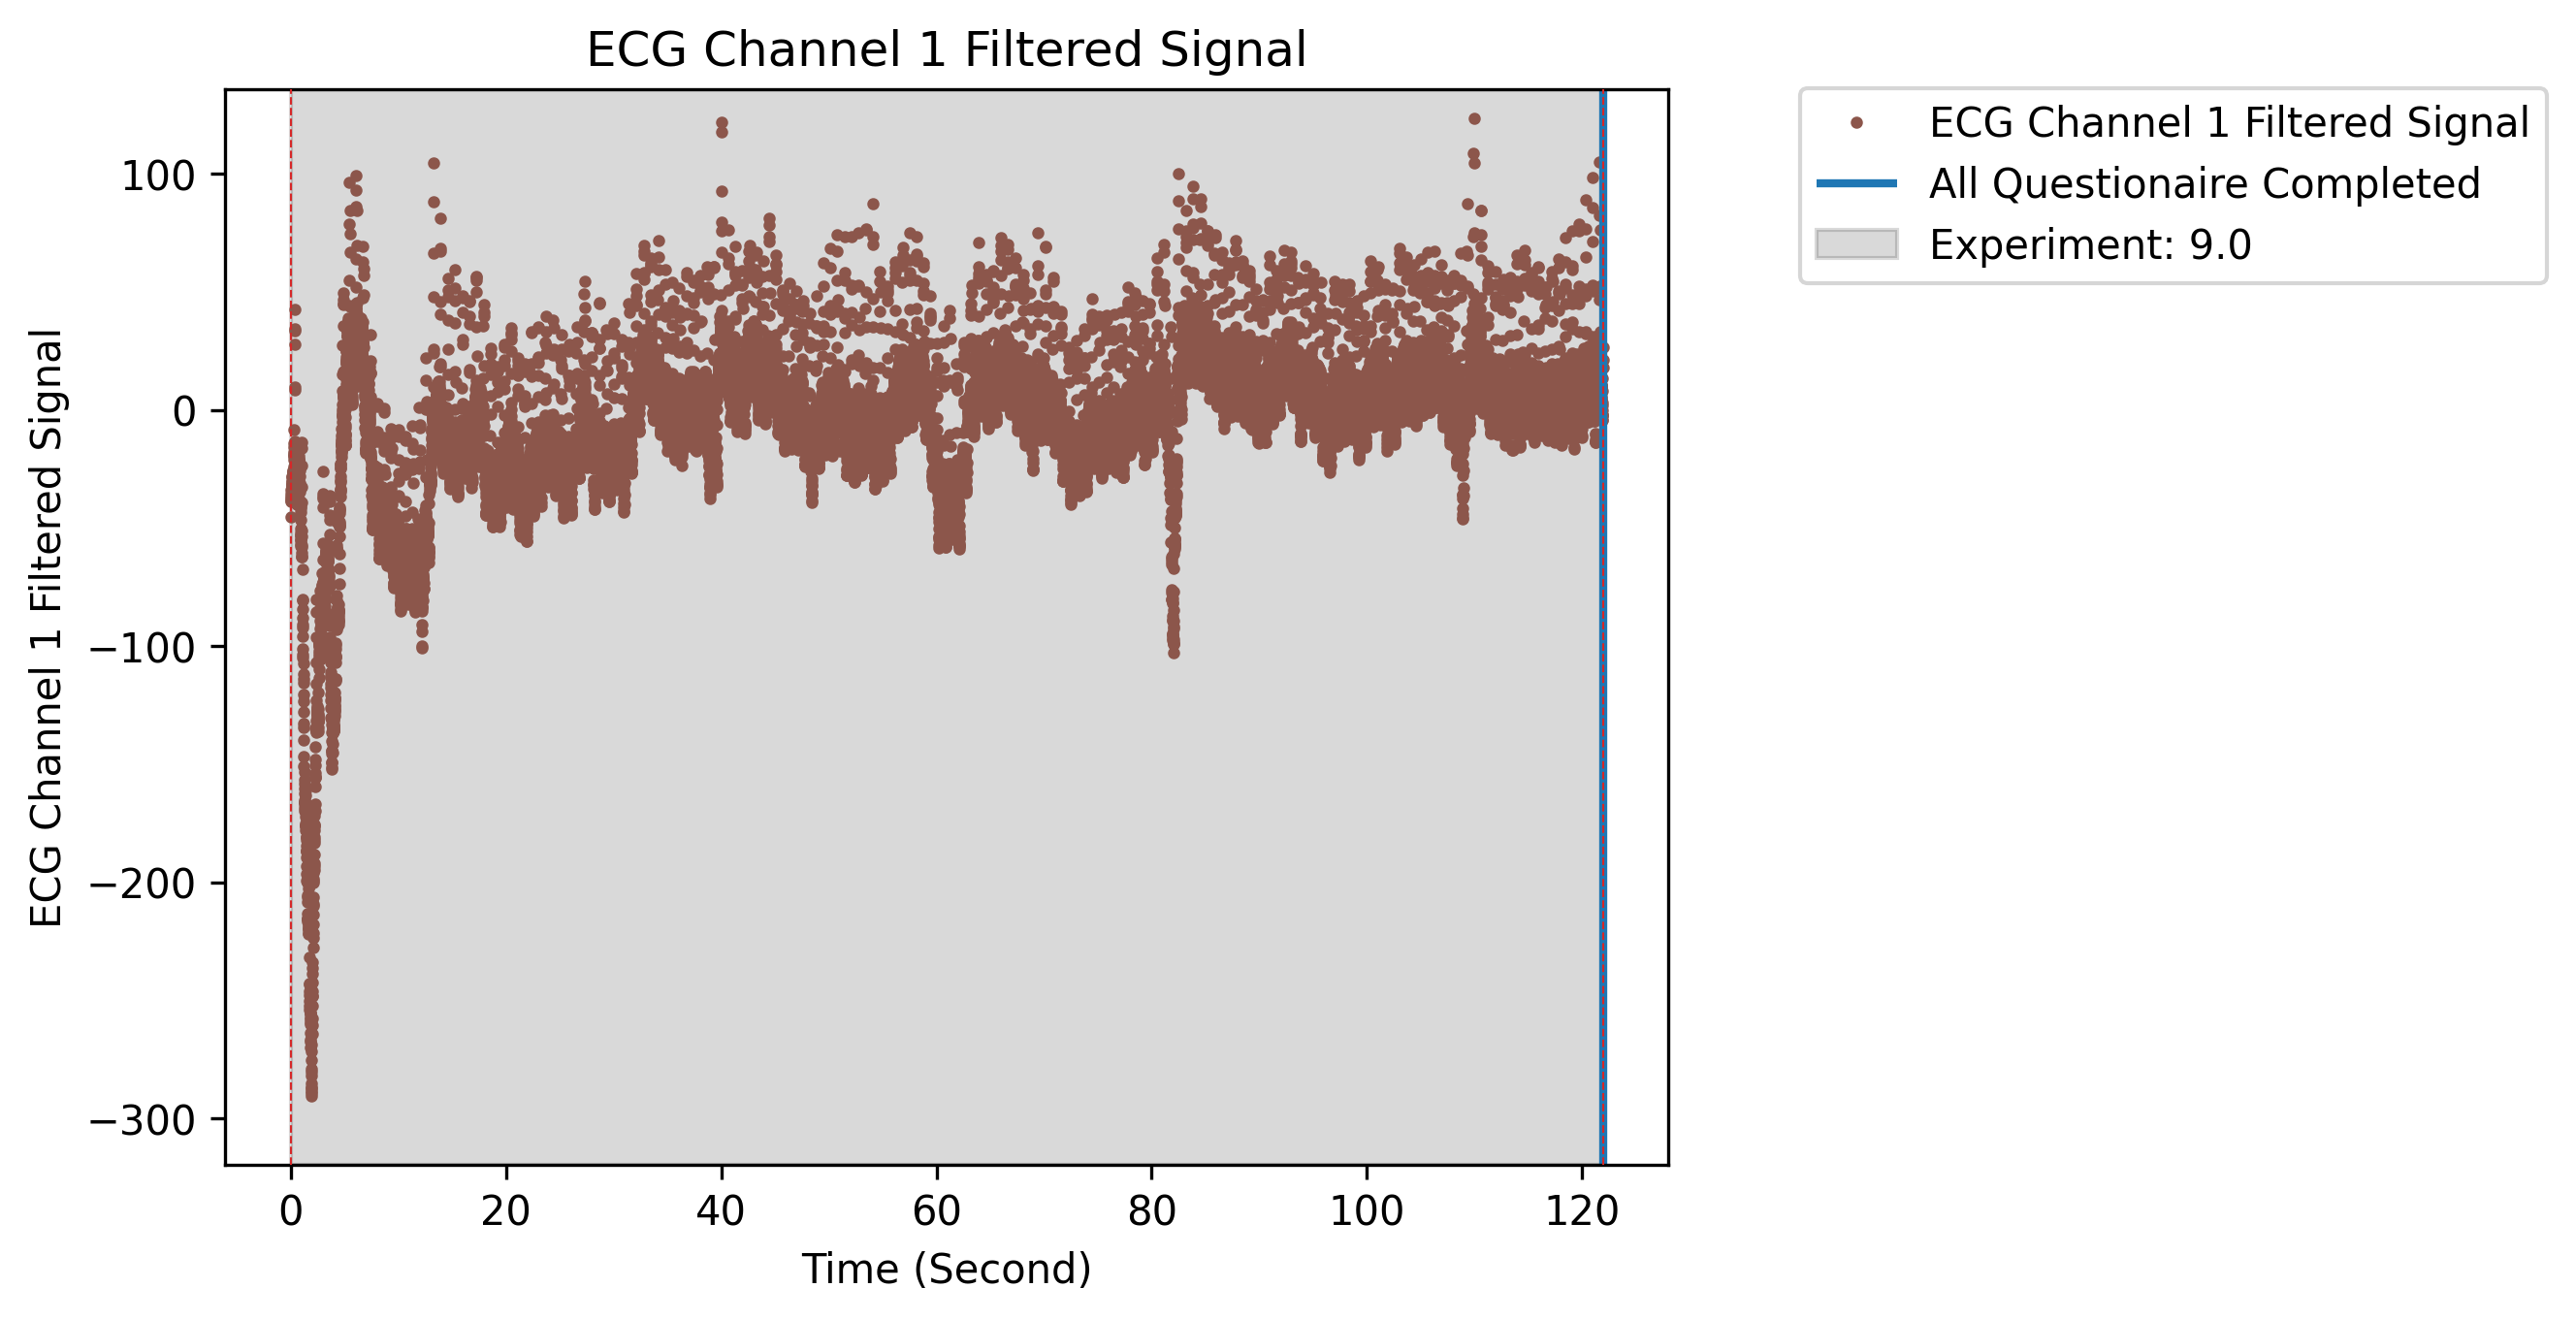 ECG Channel 1 Filtered Signal
ECG Channel 1 Filtered Signal
100
0
−100
−200
−300
0 20 40 60 80 100 120
Time (Second)
ECG Channel 1 Filtered Signal
All Questionaire Completed
Experiment: 9.0